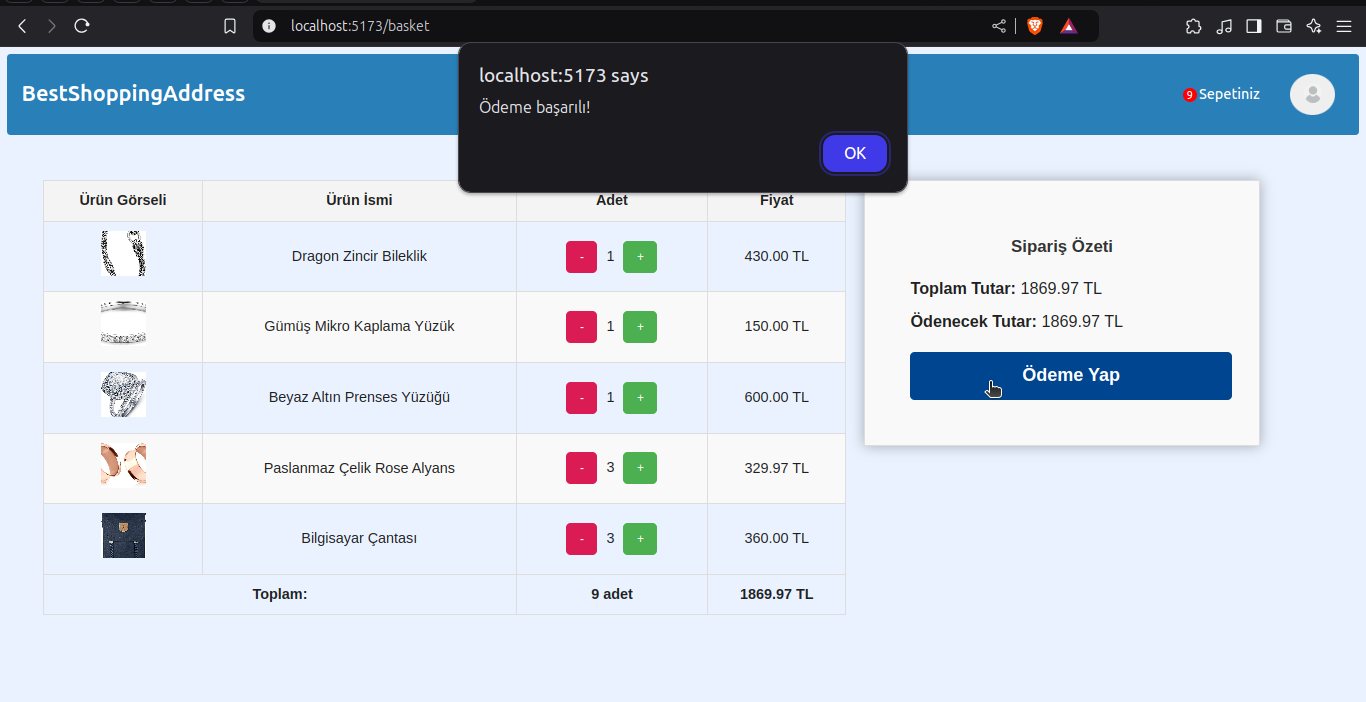 localhost:5173/basket
localhost:5173 says
Ödeme başarılı!
OK
BestShoppingAddress
9 Sepetiniz
Ürün Görseli Ürün İsmi Adet Fiyat
Dragon Zincir Bileklik - 1 + 430.00 TL
Gümüş Mikro Kaplama Yüzük - 1 + 150.00 TL
Beyaz Altın Prenses Yüzüğü - 1 + 600.00 TL
Paslanmaz Çelik Rose Alyans - 3 + 329.97 TL
Bilgisayar Çantası - 3 + 360.00 TL
Toplam: 9 adet 1869.97 TL
Sipariş Özeti
Toplam Tutar: 1869.97 TL
Ödenecek Tutar: 1869.97 TL
Ödeme Yap